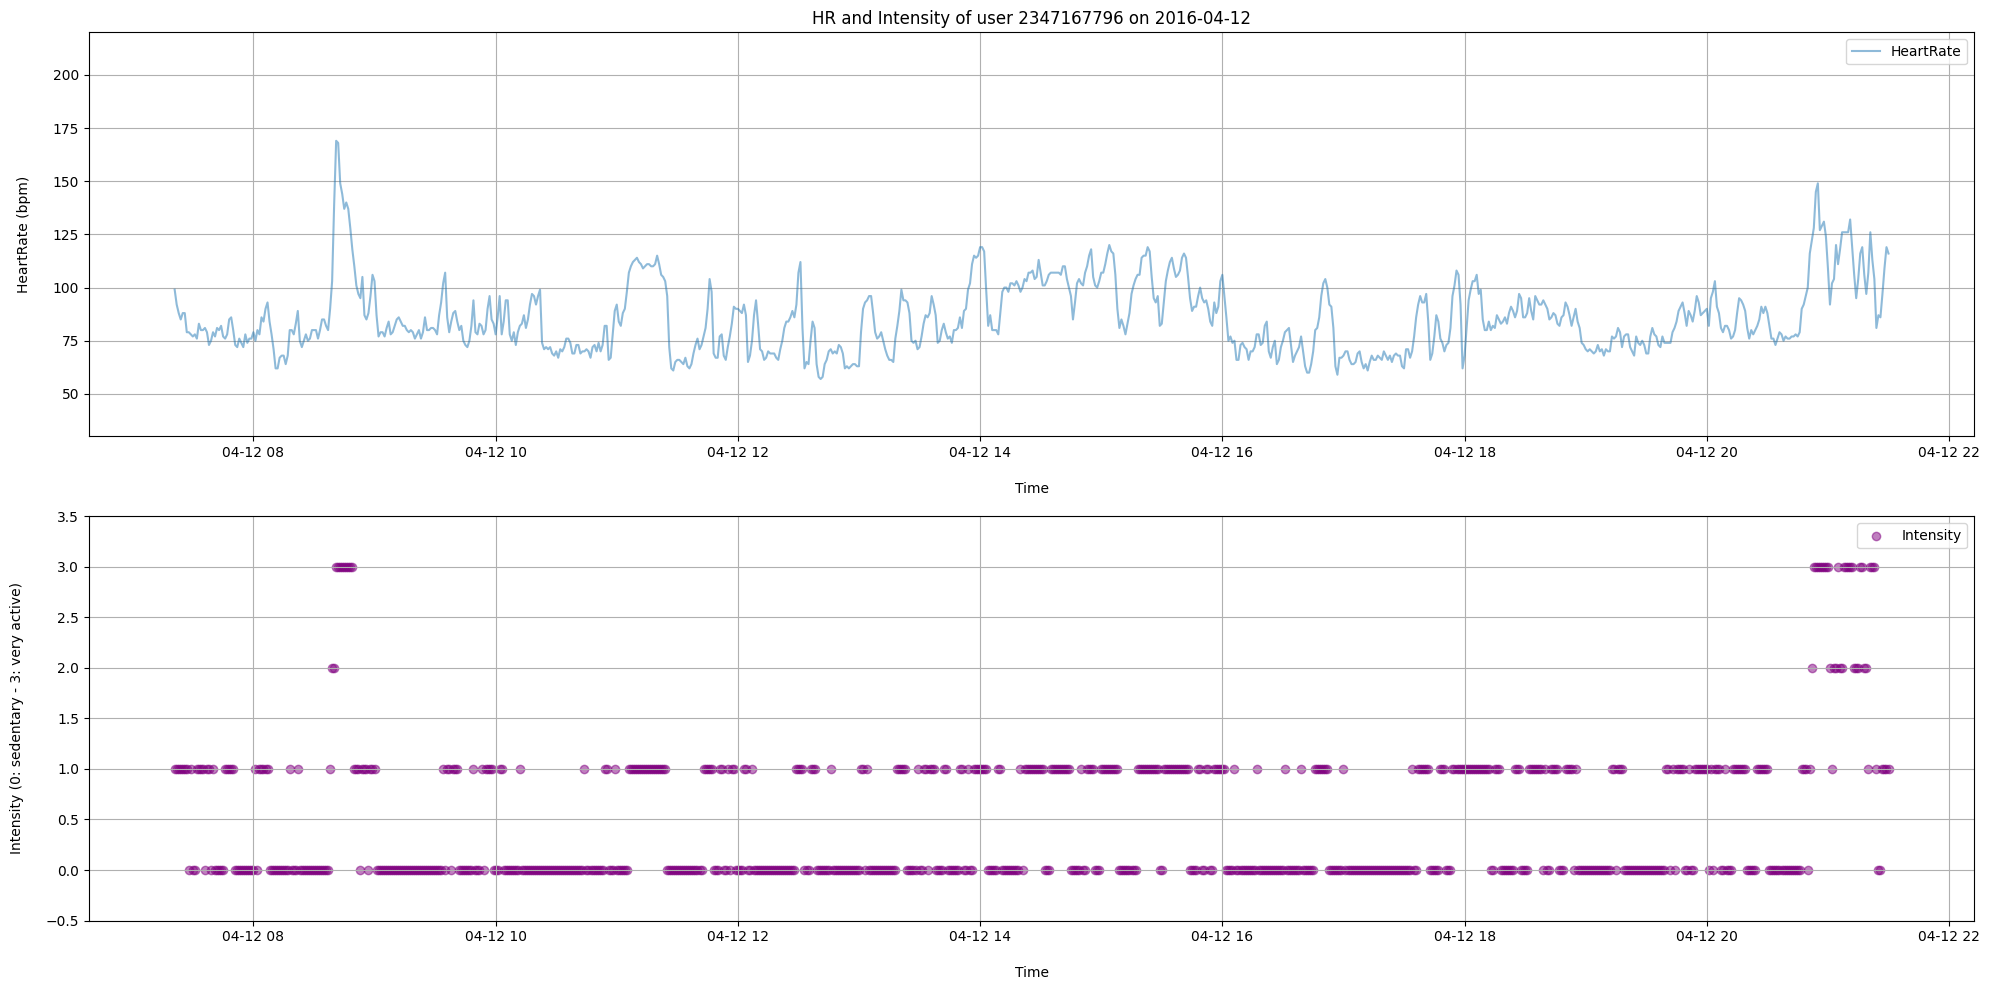 HR and Intensity of user 2347167796 on 2016-04-12
HeartRate
200
175
150
125
100
75
50
HeartRate (bpm)
04-12 08 04-12 10 04-12 12 04-12 14 04-12 16 04-12 18 04-12 20 04-12 22
Time
Intensity
3.5
3.0
2.5
2.0
1.5
1.0
0.5
0.0
−0.5
Intensity (0: sedentary - 3: very active)
04-12 08 04-12 10 04-12 12 04-12 14 04-12 16 04-12 18 04-12 20 04-12 22
Time